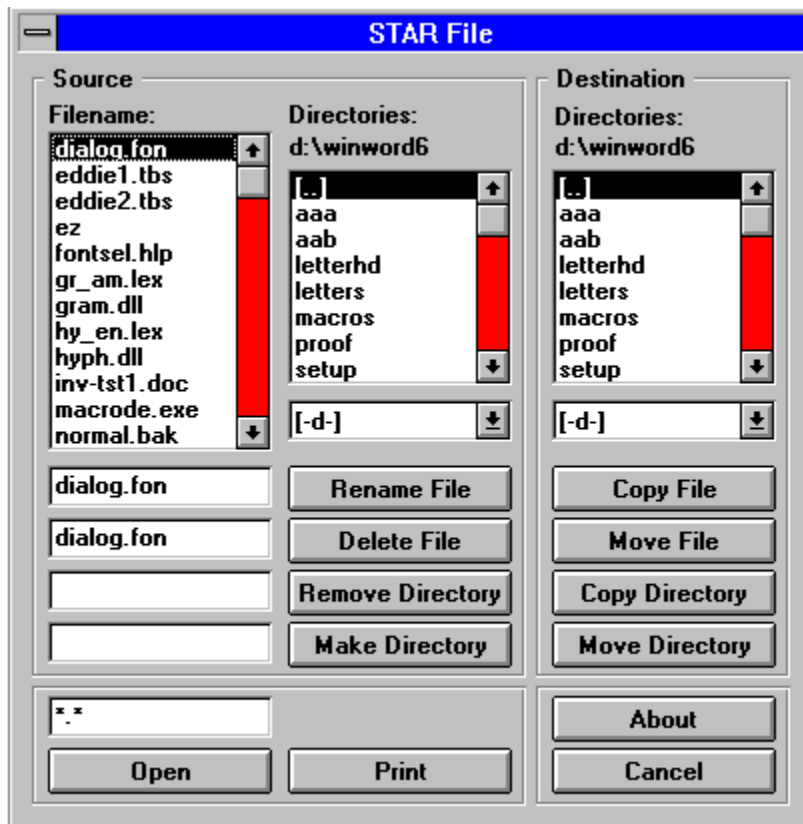 STAR File
Source
Filename:
dialog.fon
eddie1.tbs
eddie2.tbs
ez
fontsel.hlp
gr_am.lex
gram.dll
hy_en.lex
hyph.dll
inv-tst1.doc
macrode.exe
normal.bak
Directories:
d:\winword6
[..]
aaa
aab
letterhd
letters
macros
proof
setup
[-d-]
dialog.fon
Rename File
dialog.fon
Delete File
Remove Directory
Make Directory
Destination
Directories:
d:\winword6
[..]
aaa
aab
letterhd
letters
macros
proof
setup
[-d-]
Copy File
Move File
Copy Directory
Move Directory
*.*
Open
Print
About
Cancel